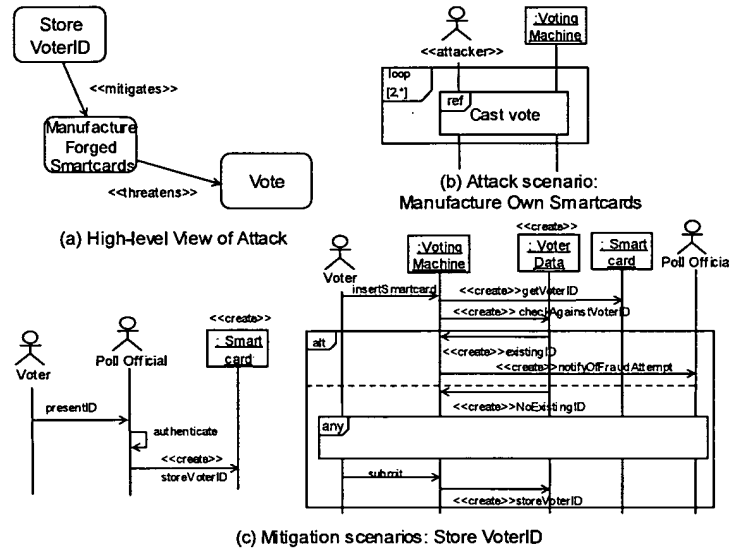 Store
VoterID
<<mitigates>>
Manufacture
Forged
Smartcards
<<threatens>>
Vote
(a) High-level View of Attack
:Voting
Machine
<<attacker>>
loop
[2,*]
ref
Cast vote
(b) Attack scenario:
Manufacture Own Smartcards
Voter
Poll Official
<<create>>
: Smart
card
presentID
authenticate
<<create>>
storeVoterID
Voter
:Voting
Machine
<<create>>
: Voter
Data
: Smart
card
Poll Official
insertSmartcard
<<create>>getVoterID
<<create>> checkAgainstVoterID
alt
<<create>>existingID
<<create>>notifyOfFraudAttempt
<<create>>NoExistingID
any
submit
<<create>>storeVoterID
(c) Mitigation scenarios: Store VoterID